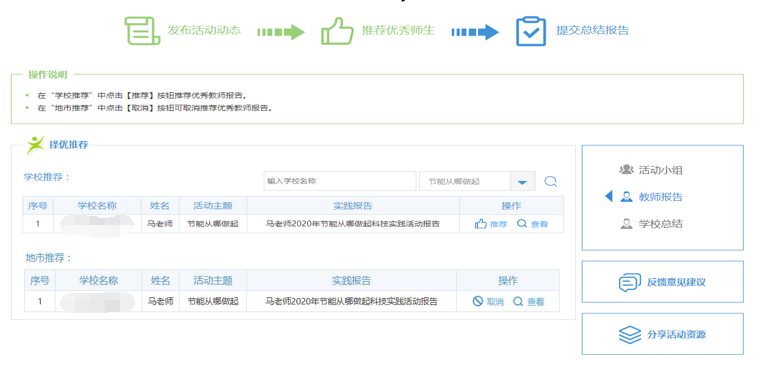 发布活动动态
推荐优秀师生
提交总结报告
操作说明
在“学校推荐”中点击【推荐】按钮推荐优秀教师报告。
在“地市推荐”中点击【取消】按钮可取消推荐优秀教师报告。
择优推荐
学校推荐：
输入学校名称
节能从哪做起
序号 学校名称 姓名 活动主题 实践报告 操作
1 马老师 节能从哪做起 马老师2020年节能从哪做起科技实践活动报告 推荐 查看
地市推荐：
序号 学校名称 姓名 活动主题 实践报告 操作
1 马老师 节能从哪做起 马老师2020年节能从哪做起科技实践活动报告 取消 查看
活动小组
教师报告
学校总结
反馈意见建议
分享活动资源